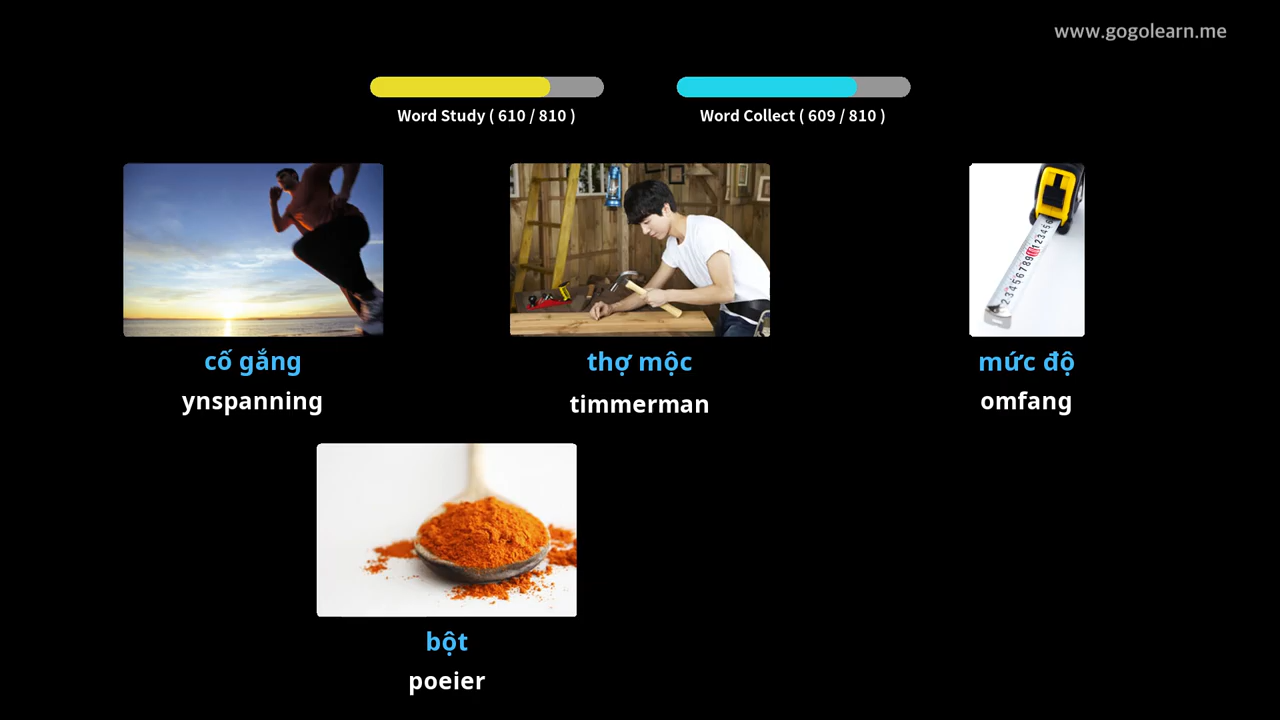 www.gogolearn.me
Word Study ( 610 / 810 )
Word Collect ( 609 / 810 )
cố gắng
ynspanning
thợ mộc
timmerman
mức độ
omfang
bột
poeier